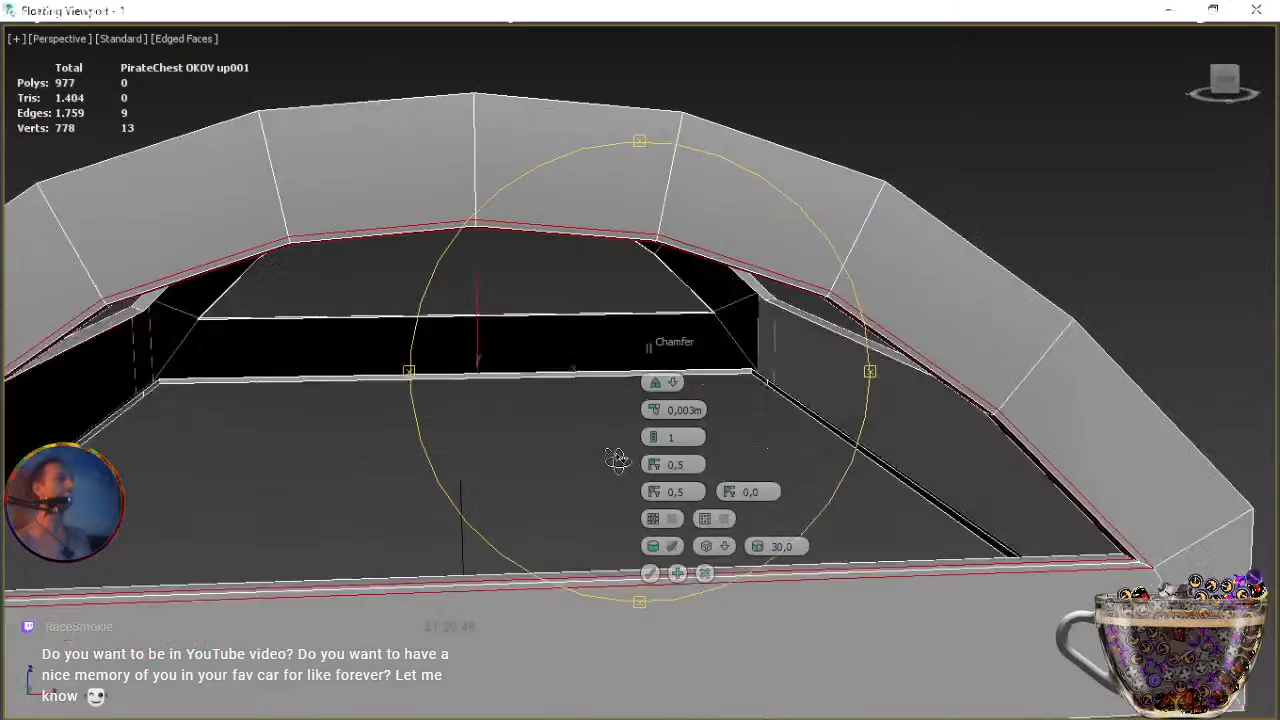 Floating Viewport - 1
[ + ] [Perspective ] [Standard ] [Edged Faces ]
Total PirateChest OKOV up001
Polys: 977 0
Tris: 1.404 0
Edges: 1.759 9
Verts: 778 13
Chamfer
0,003m
1
0,5
0,5 0,0
30,0
RaceSmokie
Do you want to be in YouTube video? Do you want to have a
nice memory of you in your fav car for like forever? Let me
know